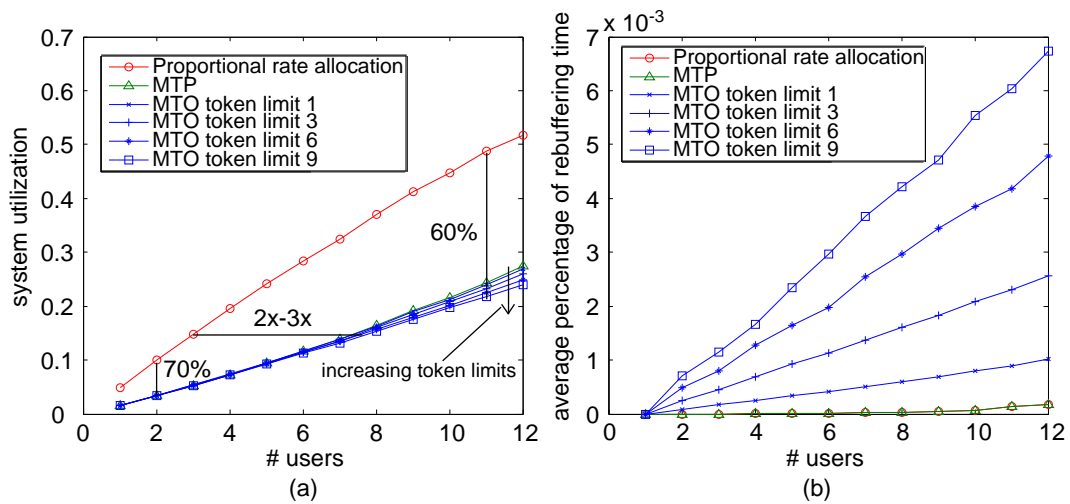 0.7
0.6
0.5
0.4
0.3
0.2
0.1
0
0
2
4
6
8
10
12
system utilization
# users
(a)
Proportional rate allocation
MTP
MTO token limit 1
MTO token limit 3
MTO token limit 6
MTO token limit 9
60%
2x-3x
70%
increasing token limits
7
x 10-3
6
5
4
3
2
1
0
0
2
4
6
8
10
12
average percentage of rebuffering time
# users
(b)
Proportional rate allocation
MTP
MTO token limit 1
MTO token limit 3
MTO token limit 6
MTO token limit 9